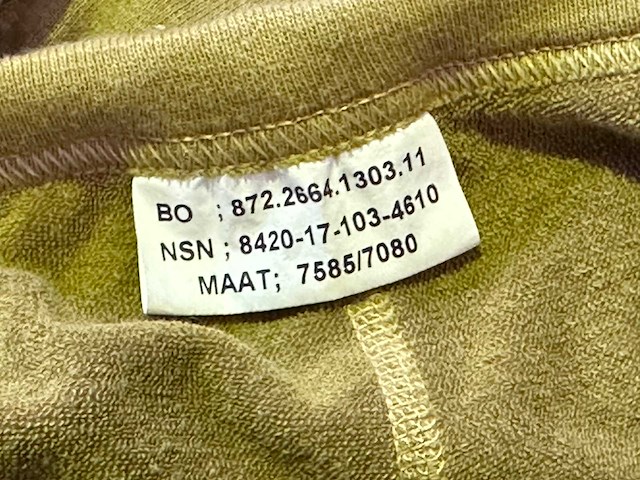 BO ; 872.2664.1303.11
NSN ; 8420-17-103-4610
MAAT; 7585/7080